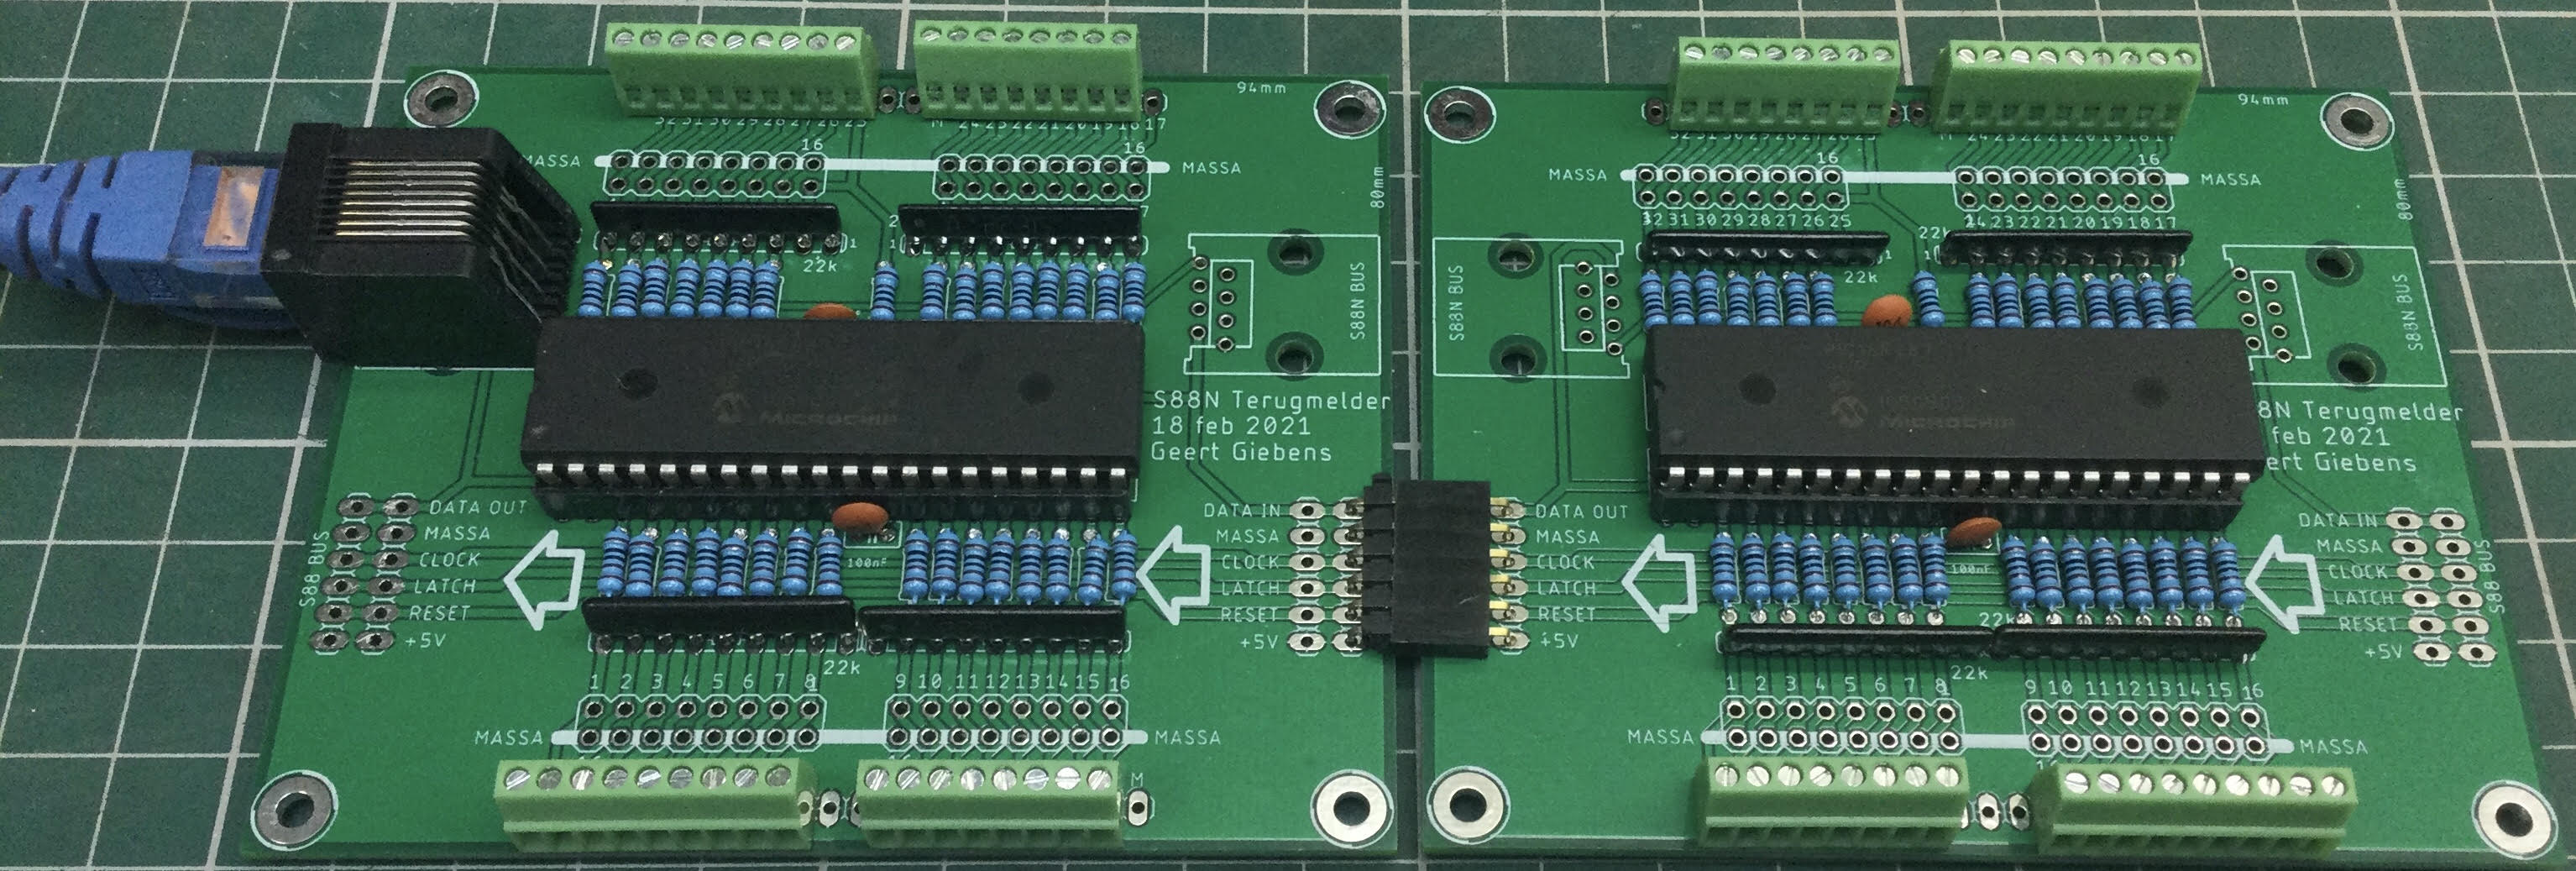 94mm
MASSA
16
16
MASSA
80mm
22k
1
S88N BUS
MICROCHIP
S88N Terugmelder
18 feb 2021
Geert Giebens
DATA OUT
MASSA
CLOCK
LATCH
RESET
+5V
S88 BUS
100nF
DATA IN
MASSA
CLOCK
LATCH
RESET
+5V
22k
1 2 3 4 5 6 7 8
9 10 11 12 13 14 15 16
MASSA
MASSA
M
94mm
MASSA
16
16
MASSA
80mm
32 31 30 29 28 27 26 25
24 23 22 21 20 19 18 17
22k
22k
1
S88N BUS
S88N BUS
MICROCHIP
8N Terugmelder
feb 2021
ert Giebens
DATA OUT
MASSA
CLOCK
LATCH
RESET
+5V
100nF
DATA IN
MASSA
CLOCK
LATCH
RESET
+5V
S88 BUS
22k
22k
1 2 3 4 5 6 7 8
9 10 11 12 13 14 15 16
MASSA
MASSA